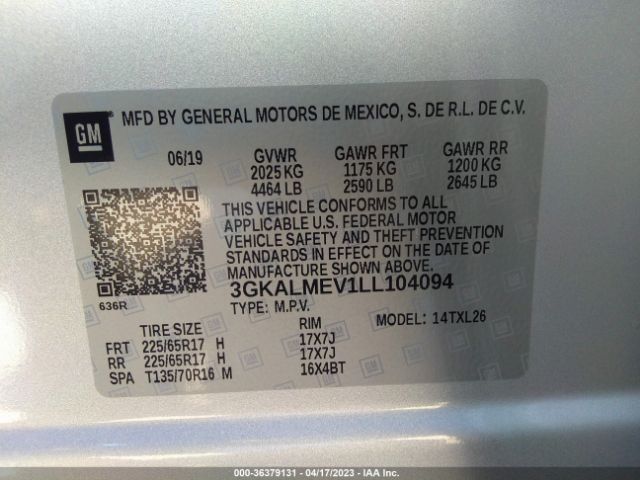 GM
MFD BY GENERAL MOTORS DE MEXICO, S. DE R.L. DE C.V.
06/19 GVWR GAWR FRT GAWR RR
2025 KG 1175 KG 1200 KG
4464 LB 2590 LB 2645 LB
THIS VEHICLE CONFORMS TO ALL
APPLICABLE U.S. FEDERAL MOTOR
VEHICLE SAFETY AND THEFT PREVENTION
STANDARDS IN EFFECT ON THE DATE OF
MANUFACTURE SHOWN ABOVE.
3GKALMEV1LL104094
636R
TYPE: M.P.V.
MODEL: 14TXL26
TIRE SIZE RIM
FRT 225/65R17 H 17X7J
RR 225/65R17 H 17X7J
SPA T135/70R16 M 16X4BT
000-36379131 - 04/17/2023 - IAA Inc.